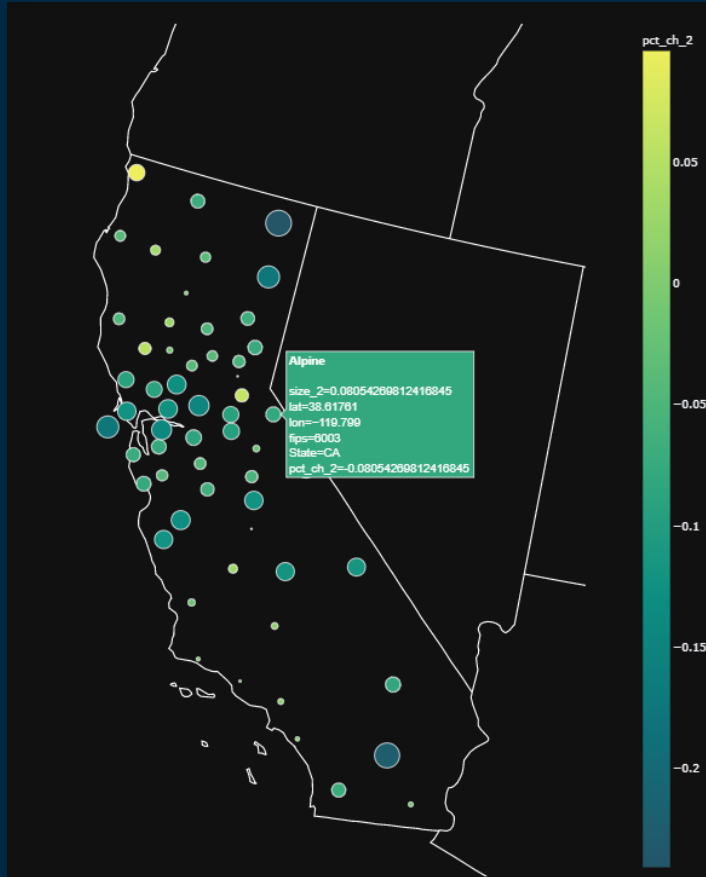 pct_ch_2
0.05
0
−0.05
−0.1
−0.15
−0.2
Alpine
size_2=0.08054269812416845
lat=38.61761
lon=−119.799
fips=6003
State=CA
pct_ch_2=−0.08054269812416845